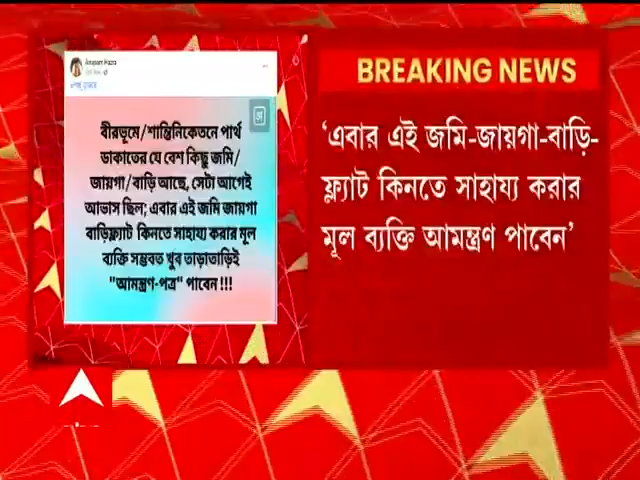 Anupam Hazra
বীরভূমে/শান্তিনিকেতনে পার্থ
ডাকাতের যে বেশ কিছু জমি/
জায়গা/বাড়ি আছে, সেটা আগেই
আভাস ছিল; এবার এই জমি জায়গা
বাড়িফ্ল্যাট কিনতে সাহায্য করার মূল
ব্যক্তি সম্ভবত খুব তাড়াতাড়িই
"আমন্ত্রণ-পত্র" পাবেন !!!
BREAKING NEWS
‘এবার এই জমি-জায়গা-বাড়ি-
ফ্ল্যাট কিনতে সাহায্য করার
মূল ব্যক্তি আমন্ত্রণ পাবেন’